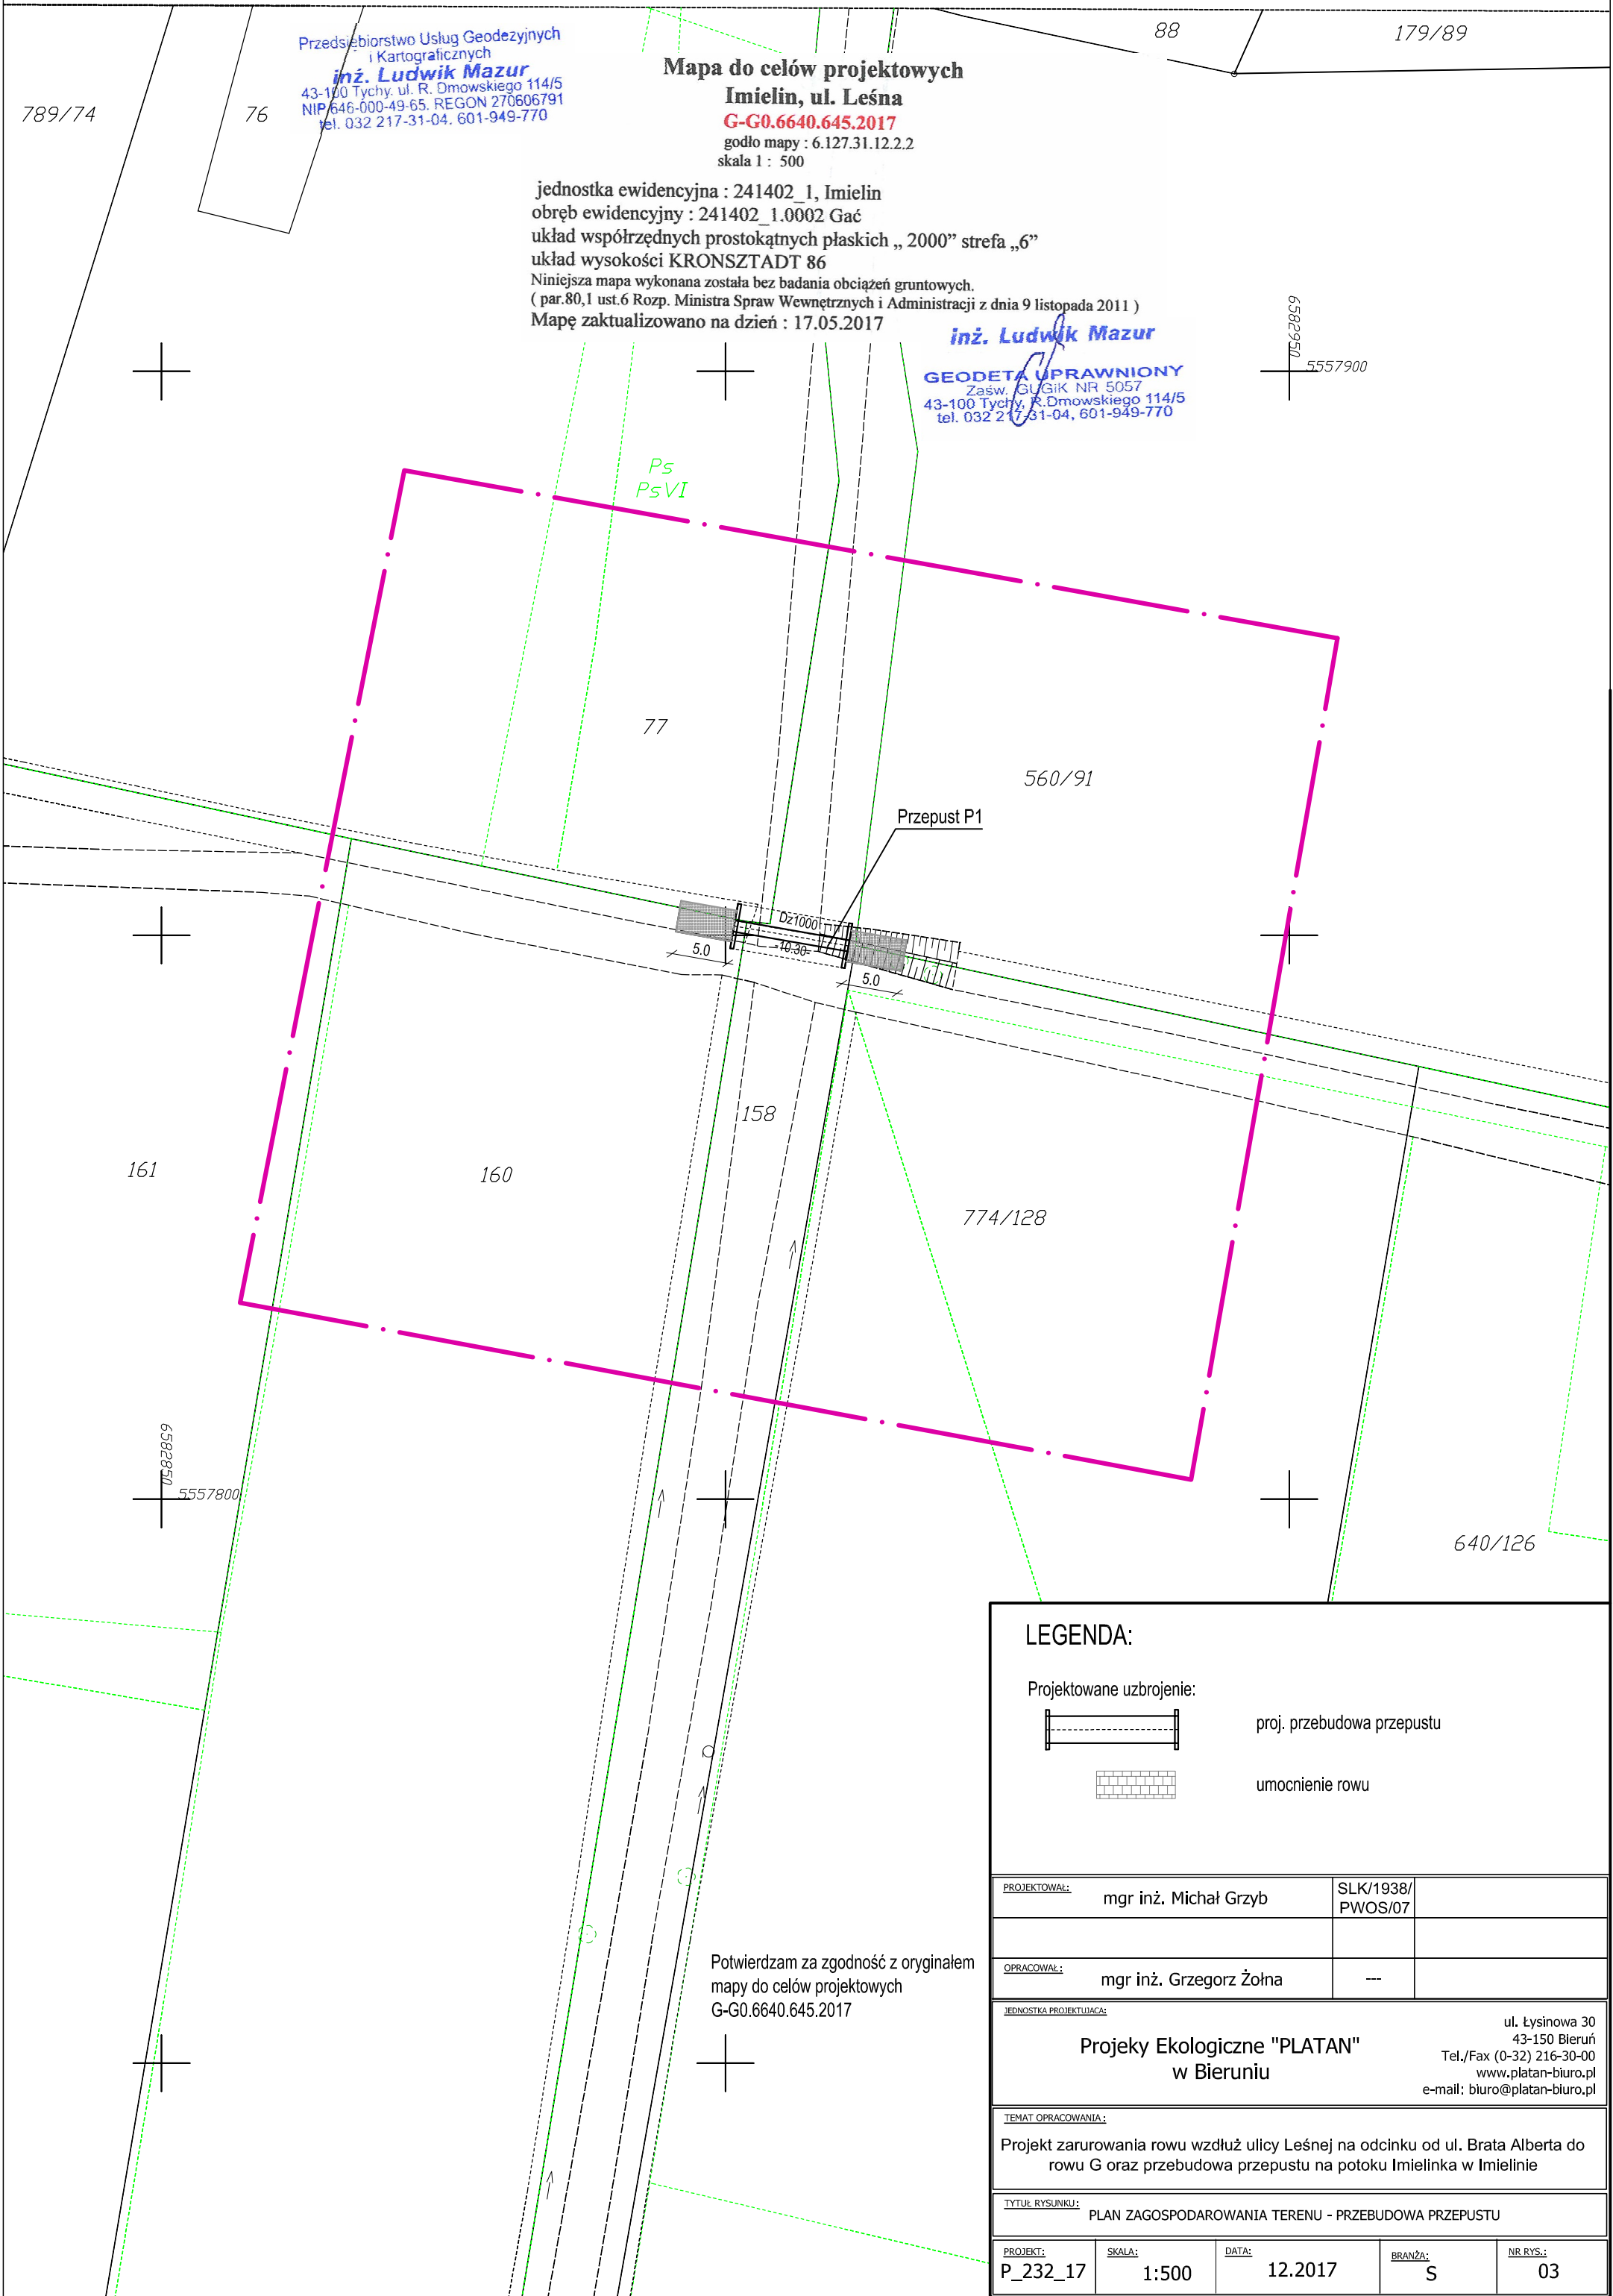 88
179/89
789/74
76
Przedsiębiorstwo Usług Geodezyjnych
i Kartograficznych
inż. Ludwik Mazur
43-100 Tychy. ul. R. Dmowskiego 114/5
NIP 646-000-49-65. REGON 270606791
tel. 032 217-31-04. 601-949-770
Mapa do celów projektowych
Imielin, ul. Leśna
G-G0.6640.645.2017
godło mapy : 6.127.31.12.2.2
skala 1 : 500
jednostka ewidencyjna : 241402_1, Imielin
obręb ewidencyjny : 241402_1.0002 Gać
układ współrzędnych prostokątnych płaskich „ 2000” strefa „6”
układ wysokości KRONSZTADT 86
Niniejsza mapa wykonana została bez badania obciążeń gruntowych.
( par.80,1 ust.6 Rozp. Ministra Spraw Wewnętrznych i Administracji z dnia 9 listopada 2011 )
Mapę zaktualizowano na dzień : 17.05.2017
inż. Ludwik Mazur
GEODETA UPRAWNIONY
Zaśw. GUGiK NR 5057
43-100 Tychy, R.Dmowskiego 114/5
tel. 032 217-31-04, 601-949-770
6582950
5557900
Ps
PsVI
77
560/91
Przepust P1
Dz1000
10.30
5.0
5.0
158
161
160
774/128
6582850
5557800
640/126
LEGENDA:
Projektowane uzbrojenie:
proj. przebudowa przepustu
umocnienie rowu
Potwierdzam za zgodność z oryginałem
mapy do celów projektowych
G-G0.6640.645.2017
PROJEKTOWAŁ:
mgr inż. Michał Grzyb
SLK/1938/
PWOS/07
OPRACOWAŁ:
mgr inż. Grzegorz Żołna
---
JEDNOSTKA PROJEKTUJACA:
Projeky Ekologiczne "PLATAN"
w Bieruniu
ul. Łysinowa 30
43-150 Bieruń
Tel./Fax (0-32) 216-30-00
www.platan-biuro.pl
e-mail: biuro@platan-biuro.pl
TEMAT OPRACOWANIA :
Projekt zarurowania rowu wzdłuż ulicy Leśnej na odcinku od ul. Brata Alberta do
rowu G oraz przebudowa przepustu na potoku Imielinka w Imielinie
TYTUŁ RYSUNKU:
PLAN ZAGOSPODAROWANIA TERENU - PRZEBUDOWA PRZEPUSTU
PROJEKT:
P_232_17
SKALA:
1:500
DATA:
12.2017
BRANŻA:
S
NR RYS.:
03